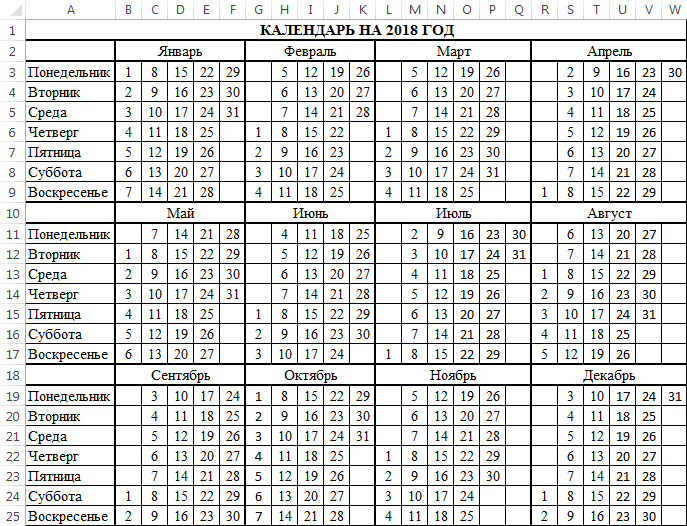 A B C D E F G H I J K L M N O P Q R S T U V W
1 КАЛЕНДАРЬ НА 2018 ГОД
2 Январь Февраль Март Апрель
3 Понедельник 1 8 15 22 29 5 12 19 26 5 12 19 26 2 9 16 23 30
4 Вторник 2 9 16 23 30 6 13 20 27 6 13 20 27 3 10 17 24
5 Среда 3 10 17 24 31 7 14 21 28 7 14 21 28 4 11 18 25
6 Четверг 4 11 18 25 1 8 15 22 1 8 15 22 29 5 12 19 26
7 Пятница 5 12 19 26 2 9 16 23 2 9 16 23 30 6 13 20 27
8 Суббота 6 13 20 27 3 10 17 24 3 10 17 24 31 7 14 21 28
9 Воскресенье 7 14 21 28 4 11 18 25 4 11 18 25 1 8 15 22 29
10 Май Июнь Июль Август
11 Понедельник 7 14 21 28 4 11 18 25 2 9 16 23 30 6 13 20 27
12 Вторник 1 8 15 22 29 5 12 19 26 3 10 17 24 31 7 14 21 28
13 Среда 2 9 16 23 30 6 13 20 27 4 11 18 25 1 8 15 22 29
14 Четверг 3 10 17 24 31 7 14 21 28 5 12 19 26 2 9 16 23 30
15 Пятница 4 11 18 25 1 8 15 22 29 6 13 20 27 3 10 17 24 31
16 Суббота 5 12 19 26 2 9 16 23 30 7 14 21 28 4 11 18 25
17 Воскресенье 6 13 20 27 3 10 17 24 1 8 15 22 29 5 12 19 26
18 Сентябрь Октябрь Ноябрь Декабрь
19 Понедельник 3 10 17 24 1 8 15 22 29 5 12 19 26 3 10 17 24 31
20 Вторник 4 11 18 25 2 9 16 23 30 6 13 20 27 4 11 18 25
21 Среда 5 12 19 26 3 10 17 24 31 7 14 21 28 5 12 19 26
22 Четверг 6 13 20 27 4 11 18 25 1 8 15 22 29 6 13 20 27
23 Пятница 7 14 21 28 5 12 19 26 2 9 16 23 30 7 14 21 28
24 Суббота 1 8 15 22 29 6 13 20 27 3 10 17 24 1 8 15 22 29
25 Воскресенье 2 9 16 23 30 7 14 21 28 4 11 18 25 2 9 16 23 30